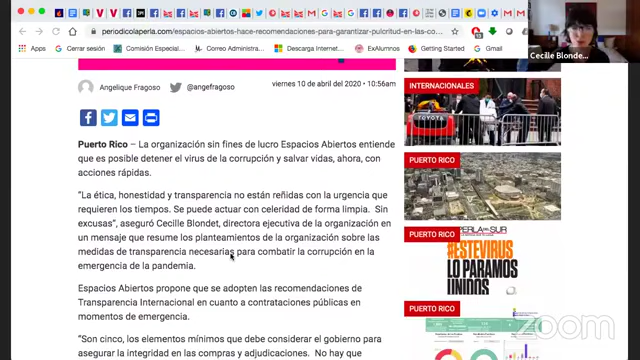 periodicolaperla.com/espacios-abiertos-hace-recomendaciones-para-garantizar-pulcritud-en-las-co...
Apps
Cerrar sesión
Comisión Especial...
Correo Administra...
ExAlumnos
Getting Started
Gmail
Angelique Fragoso
@angefragoso
viernes 10 de abril del 2020 • 10:56am
Puerto Rico – La organización sin fines de lucro Espacios Abiertos entiende
que es posible detener el virus de la corrupción y salvar vidas, ahora, con
acciones rápidas.
“La ética, honestidad y transparencia no están reñidas con la urgencia que
requieren los tiempos. Se puede actuar con celeridad de forma limpia. Sin
excusas”, aseguró Cecille Blondet, directora ejecutiva de la organización en
un mensaje que resume los planteamientos de la organización sobre las
medidas de transparencia necesarias para combatir la corrupción en la
emergencia de la pandemia.
Espacios Abiertos propone que se adopten las recomendaciones de
Transparencia Internacional en cuanto a contrataciones públicas en
momentos de emergencia.
“Son cinco, los elementos mínimos que debe considerar el gobierno para
asegurar la integridad en las compras y adjudicaciones. No hay que
INTERNACIONALES
TOYOTA
PUERTO RICO
PUERTO RICO
#ESTEVIRUS
LO PARAMOS
UNIDOS
PUERTO RICO
Cecille Blonde...
zoom